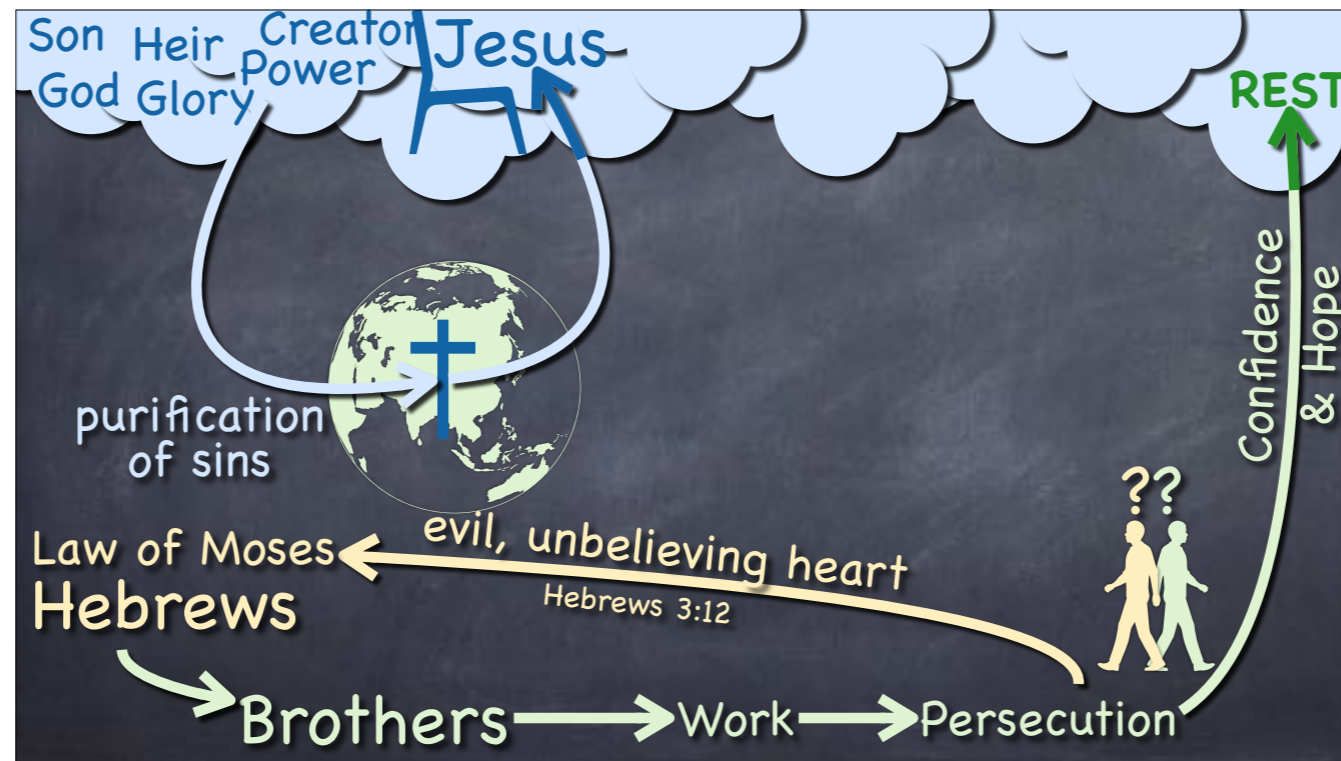 Son Heir Creator Jesus
God Glory Power
REST
Confidence
& Hope
purification
of sins
??
evil, unbelieving heart
Hebrews 3:12
Law of Moses
Hebrews
Brothers Work Persecution